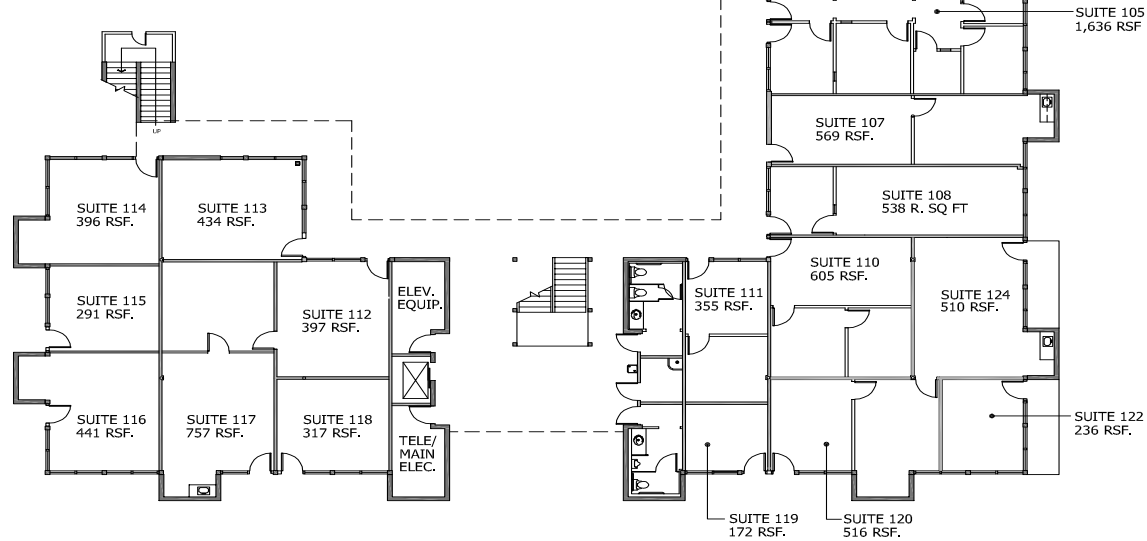 SUITE 105
1,636 RSF
UP
SUITE 107
569 RSF.
SUITE 114
396 RSF.
SUITE 113
434 RSF.
SUITE 108
538 R. SQ FT
SUITE 110
605 RSF.
SUITE 115
291 RSF.
SUITE 112
397 RSF.
ELEV.
EQUIP.
SUITE 111
355 RSF.
SUITE 124
510 RSF.
SUITE 116
441 RSF.
SUITE 117
757 RSF.
SUITE 118
317 RSF.
TELE/
MAIN
ELEC.
SUITE 122
236 RSF.
SUITE 119
172 RSF.
SUITE 120
516 RSF.